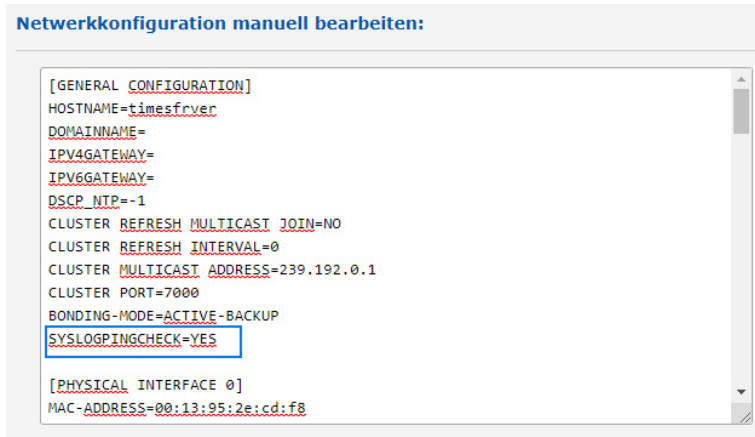 Netwerkkonfiguration manuell bearbeiten:
[GENERAL CONFIGURATION]
HOSTNAME=timesfrver
DOMAINNAME=
IPV4GATEWAY=
IPV6GATEWAY=
DSCP_NTP=-1
CLUSTER REFRESH MULTICAST JOIN=NO
CLUSTER REFRESH INTERVAL=0
CLUSTER MULTICAST ADDRESS=239.192.0.1
CLUSTER PORT=7000
BONDING-MODE=ACTIVE-BACKUP
SYSLOGPINGCHECK=YES
[PHYSICAL INTERFACE 0]
MAC-ADDRESS=00:13:95:2e:cd:f8